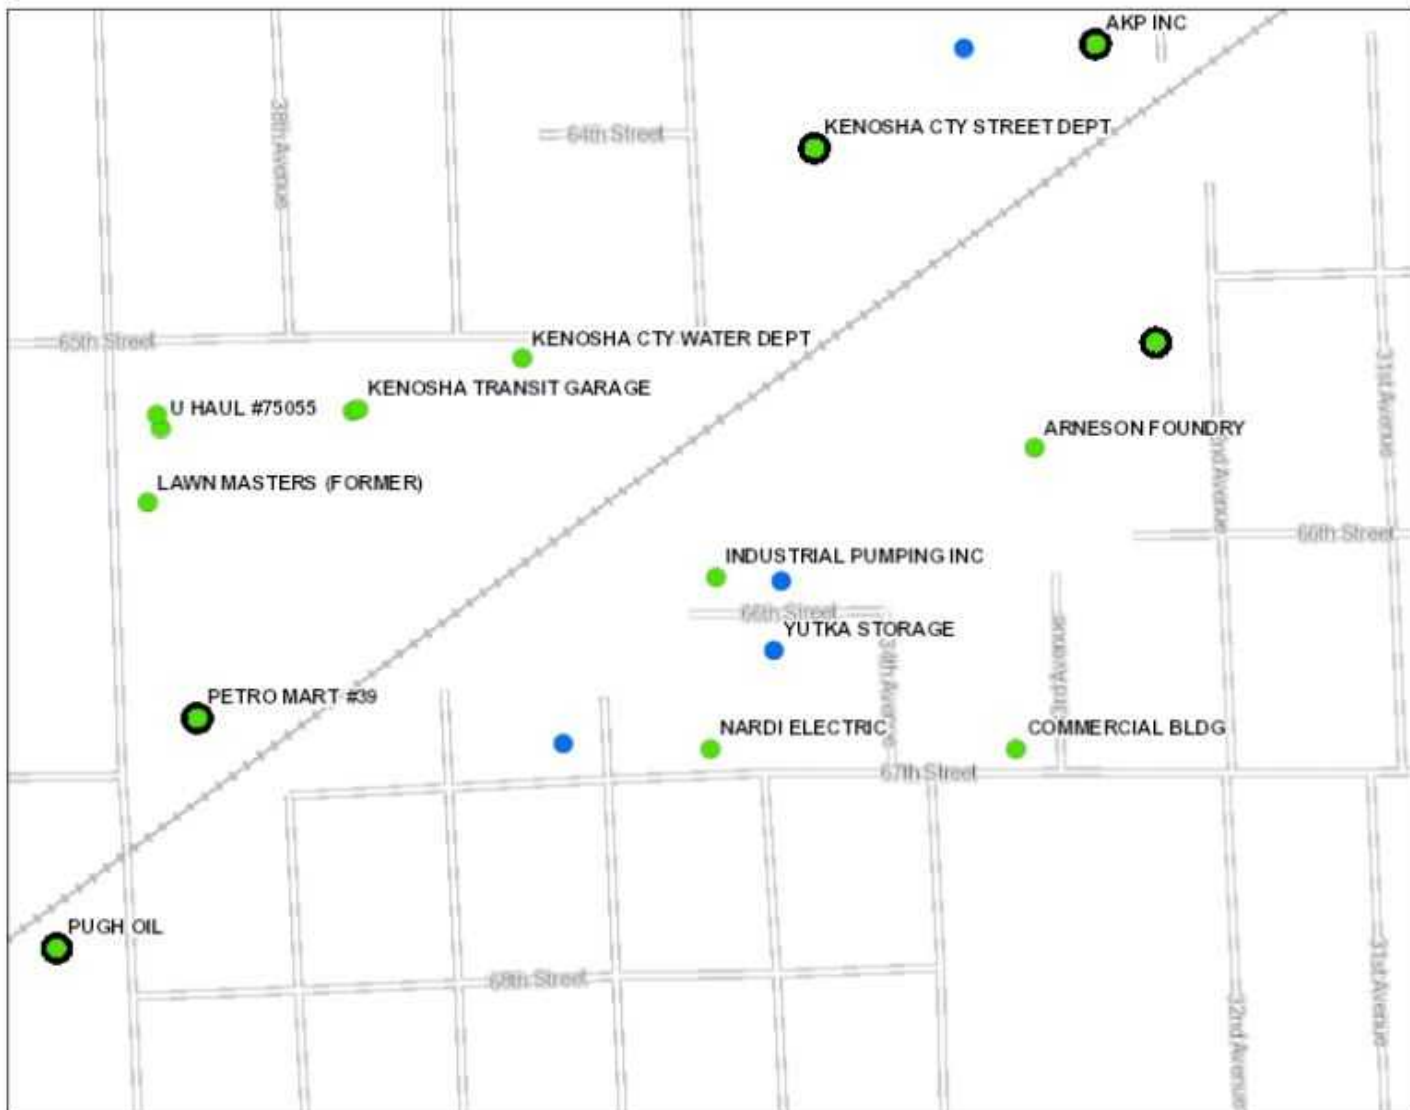 AKP INC
38th Avenue
64th Street
KENOSHA CTY STREET DEPT
65th Street
KENOSHA CTY WATER DEPT
KENOSHA TRANSIT GARAGE
U HAUL #75055
31st Avenue
ARNESON FOUNDRY
LAWN MASTERS (FORMER)
66th Street
INDUSTRIAL PUMPING INC
66th Street
YUTKA STORAGE
34th Avenue
PETRO MART #39
NARDI ELECTRIC
COMMERCIAL BLDG
67th Street
PUGH OIL
68th Street
32nd Avenue
31st Avenue